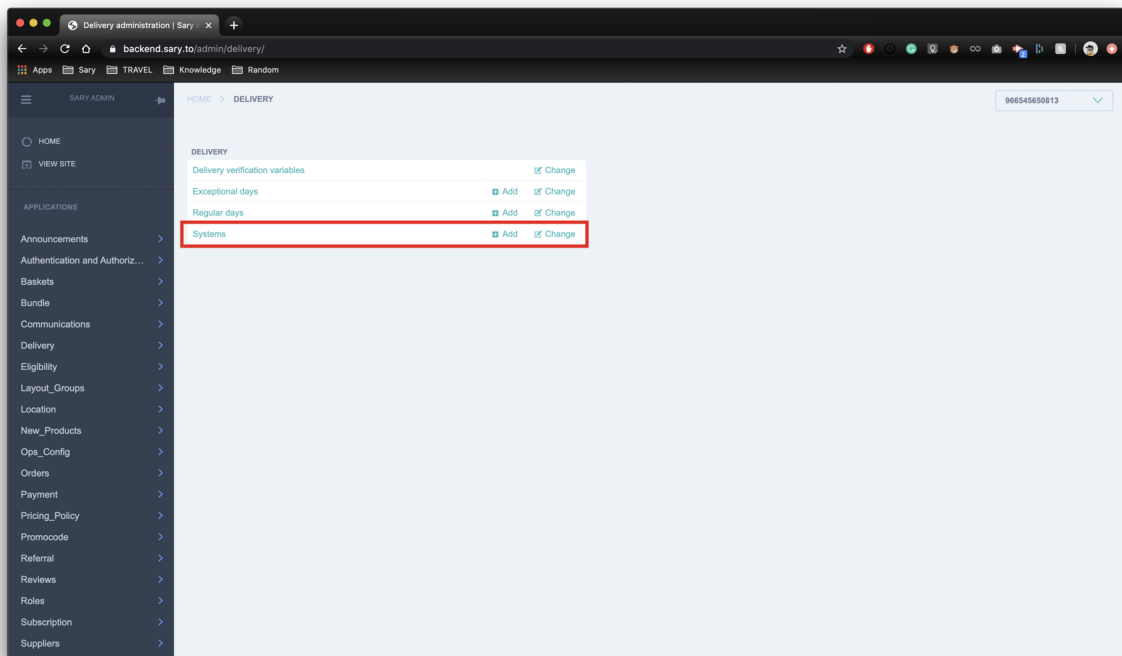 Delivery administration | Sary
backend.sary.to/admin/delivery/
Apps Sary TRAVEL Knowledge Random
SARY ADMIN
HOME > DELIVERY
966545650813
HOME
VIEW SITE
DELIVERY
Delivery verification variables Change
Exceptional days Add Change
Regular days Add Change
Systems Add Change
APPLICATIONS
Announcements
Authentication and Authoriz...
Baskets
Bundle
Communications
Delivery
Eligibility
Layout_Groups
Location
New_Products
Ops_Config
Orders
Payment
Pricing_Policy
Promocode
Referral
Reviews
Roles
Subscription
Suppliers